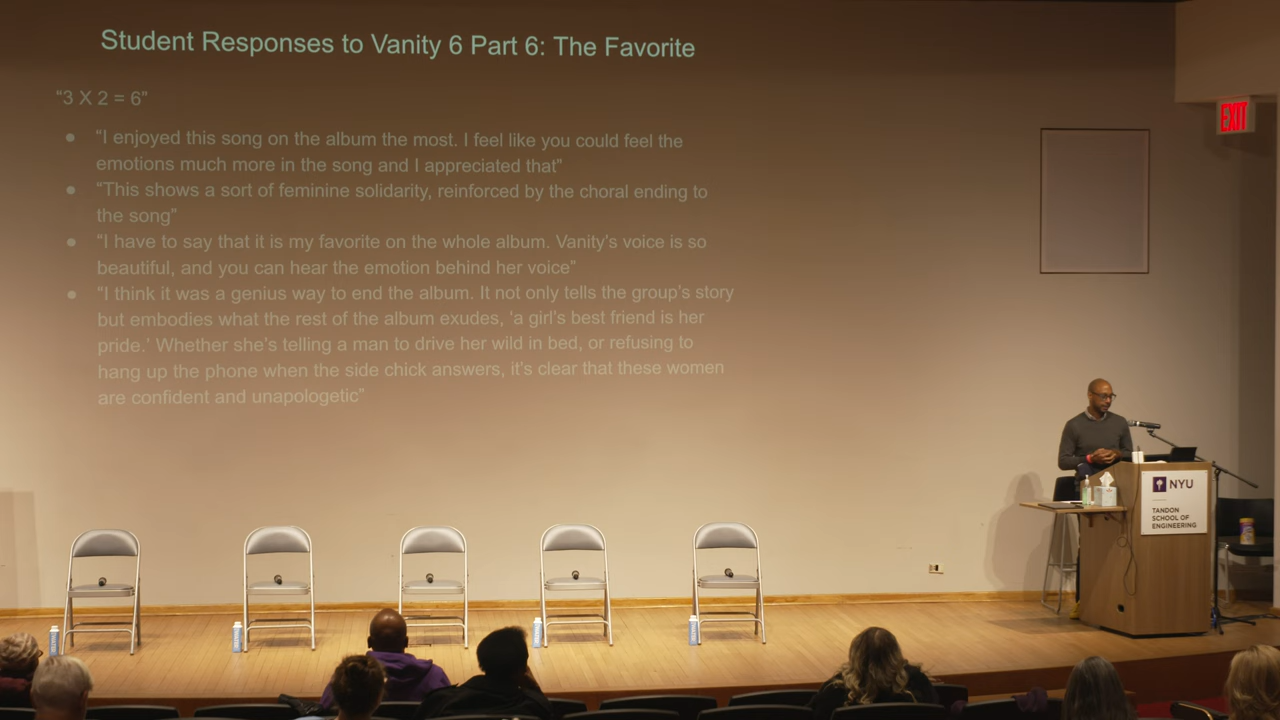 Student Responses to Vanity 6 Part 6: The Favorite
“3 X 2 = 6”
● “I enjoyed this song on the album the most. I feel like you could feel the
emotions much more in the song and I appreciated that”
● “This shows a sort of feminine solidarity, reinforced by the choral ending to
the song”
● “I have to say that it is my favorite on the whole album. Vanity’s voice is so
beautiful, and you can hear the emotion behind her voice”
● “I think it was a genius way to end the album. It not only tells the group’s story
but embodies what the rest of the album exudes, ‘a girl’s best friend is her
pride.’ Whether she’s telling a man to drive her wild in bed, or refusing to
hang up the phone when the side chick answers, it’s clear that these women
are confident and unapologetic”
EXIT
NYU
TANDON
SCHOOL OF
ENGINEERING